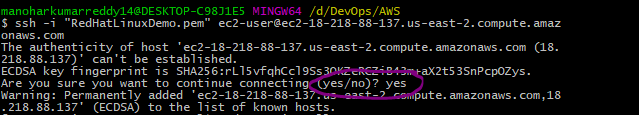 manoharkumarreddy14@DESKTOP-C98J1E5 MINGW64 /d/DevOps/AWS
$ ssh -i "RedHatLinuxDemo.pem" ec2-user@ec2-18-218-88-137.us-east-2.compute.amaz
onaws.com
The authenticity of host 'ec2-18-218-88-137.us-east-2.compute.amazonaws.com (18.
218.88.137)' can't be established.
ECDSA key fingerprint is
Are you sure you want to continue connecting (yes/no)? yes
Warning: Permanently added 'ec2-18-218-88-137.us-east-2.compute.amazonaws.com,18
.218.88.137' (ECDSA) to the list of known hosts.